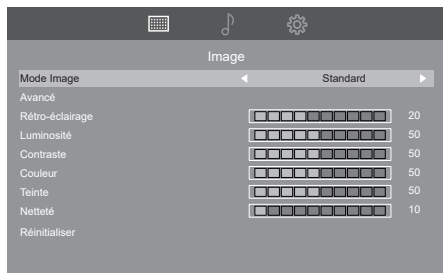 Image
Mode Image Standard
Avancé
Rétro-éclairage 20
Luminosité 50
Contraste 50
Couleur 50
Teinte 50
Netteté 10
Réinitialiser